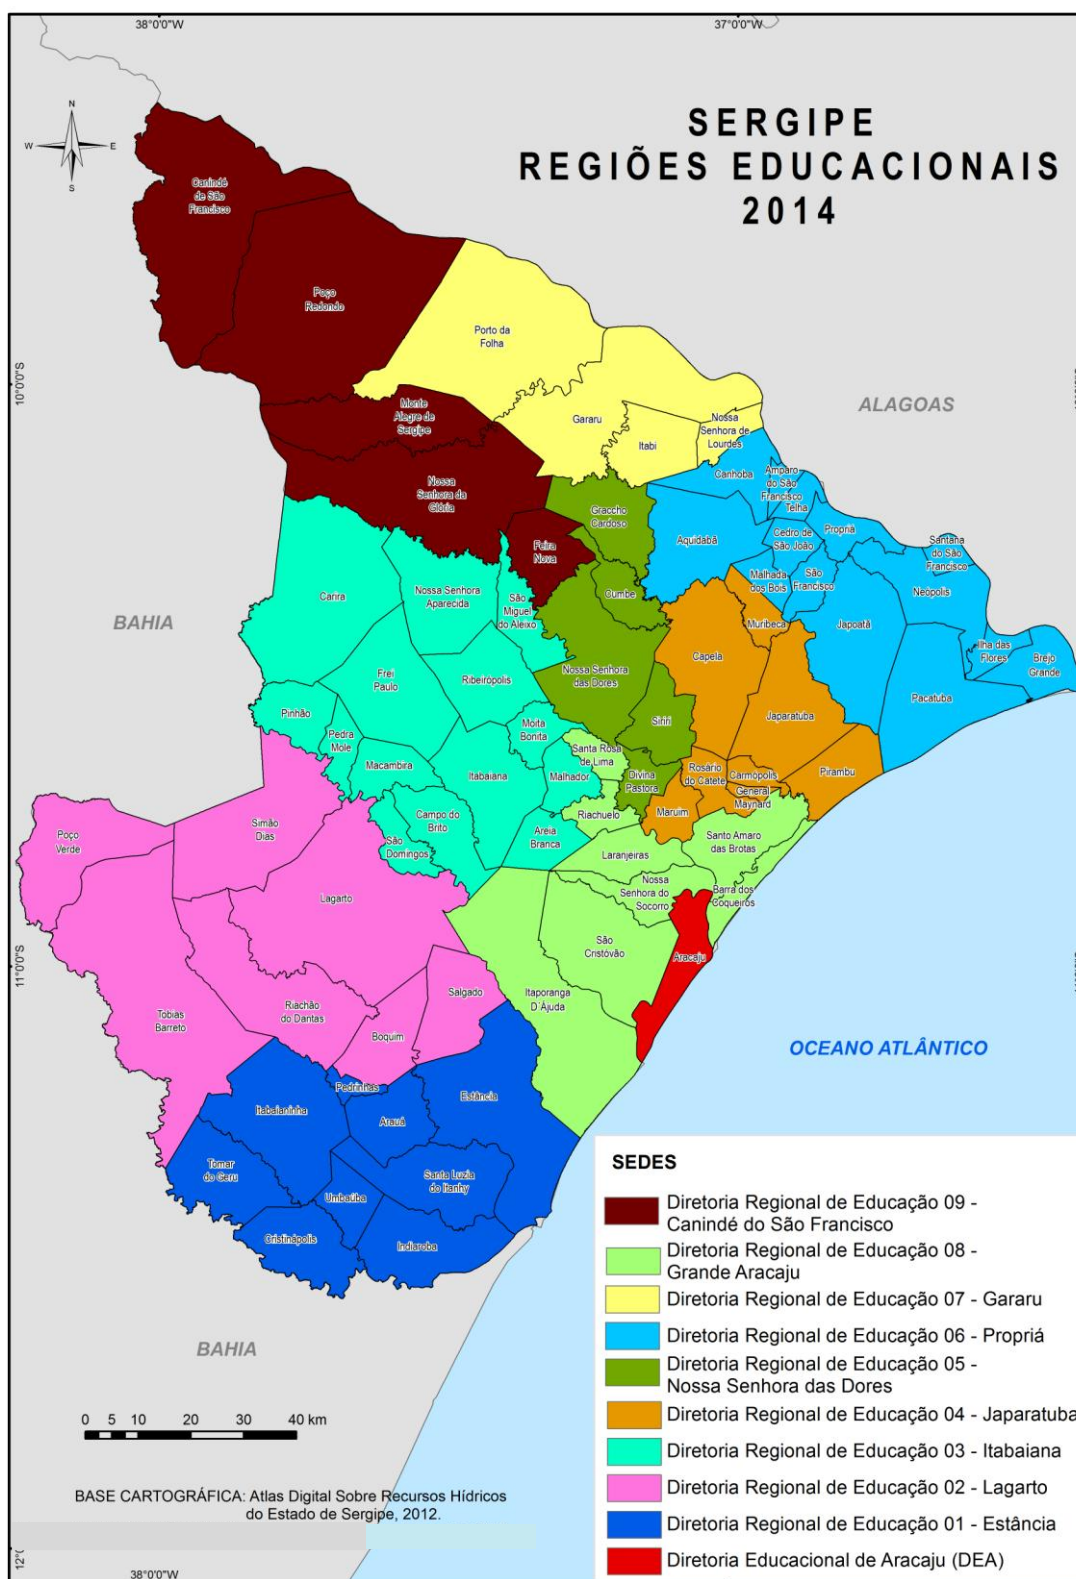 38°0'0"W
37°0'0"W
N
W
E
S
SERGIPE
REGIÕES EDUCACIONAIS
2014
Canindé
de São
Francisco
Poço
Redondo
Porto da
Folha
10°0'0"S
Monte
Alegre de
Sergipe
Gararu
Itabi
Nossa
Senhora de
Lourdes
ALAGOAS
Nossa
Senhora da
Glória
Canhoba
Amparo
do São
Francisco
Telha
Graccho
Cardoso
Aquidabã
Cedro de
São João
Propriá
Santana
do São
Francisco
Feira
Nova
Carira
Nossa Senhora
Aparecida
São
Miguel
do Aleixo
Cumbe
Malhada
dos Bois
São
Francisco
Neópolis
BAHIA
Muribeca
Japoatã
Capela
Ilha das
Flores
Brejo
Grande
Frei
Paulo
Ribeirópolis
Nossa Senhora
das Dores
Pacatuba
Pinhão
Pedra
Mole
Moita
Bonita
Siriri
Japaratuba
Macambira
Itabaiana
Santa Rosa
de Lima
Malhador
Divina
Pastora
Rosário
do Catete
Carmopolis
General
Maynard
Pirambu
Poço
Verde
Simão
Dias
Campo do
Brito
São
Domingos
Areia
Branca
Riachuelo
Maruim
Santo Amaro
das Brotas
Laranjeiras
Lagarto
Nossa
Senhora do
Socorro
Barra dos
Coqueiros
São
Cristóvão
Aracaju
11°0'0"S
Tobias
Barreto
Riachão
do Dantas
Boquim
Salgado
Itaporanga
D'Ajuda
OCEANO ATLÂNTICO
Pedrinhas
Itabaianinha
Arauá
Estância
Tomar
do Geru
Umbaúba
Santa Luzia
do Itanhy
Cristinápolis
Indiaroba
BAHIA
SEDES
Diretoria Regional de Educação 09 -
Canindé do São Francisco
Diretoria Regional de Educação 08 -
Grande Aracaju
Diretoria Regional de Educação 07 - Gararu
Diretoria Regional de Educação 06 - Propriá
Diretoria Regional de Educação 05 -
Nossa Senhora das Dores
Diretoria Regional de Educação 04 - Japaratuba
Diretoria Regional de Educação 03 - Itabaiana
Diretoria Regional de Educação 02 - Lagarto
Diretoria Regional de Educação 01 - Estância
Diretoria Educacional de Aracaju (DEA)
0 5 10 20 30 40 km
BASE CARTOGRÁFICA: Atlas Digital Sobre Recursos Hídricos
do Estado de Sergipe, 2012.
38°0'0"W